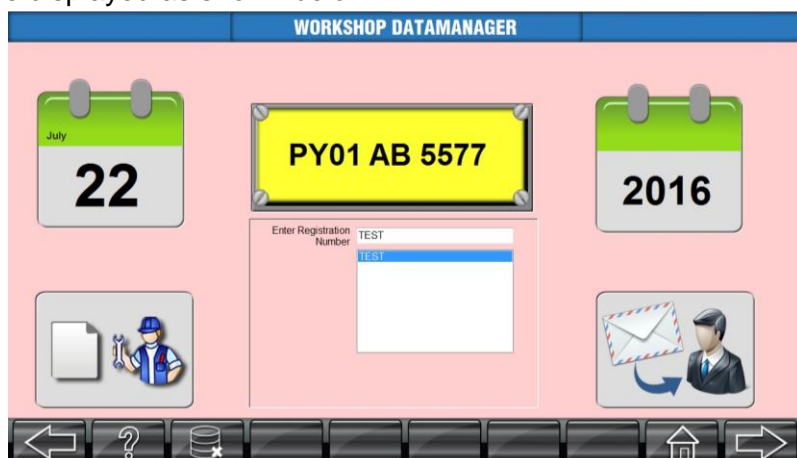 WORKSHOP DATAMANAGER
July
22
PY01 AB 5577
2016
Enter Registration
Number
TEST
TEST